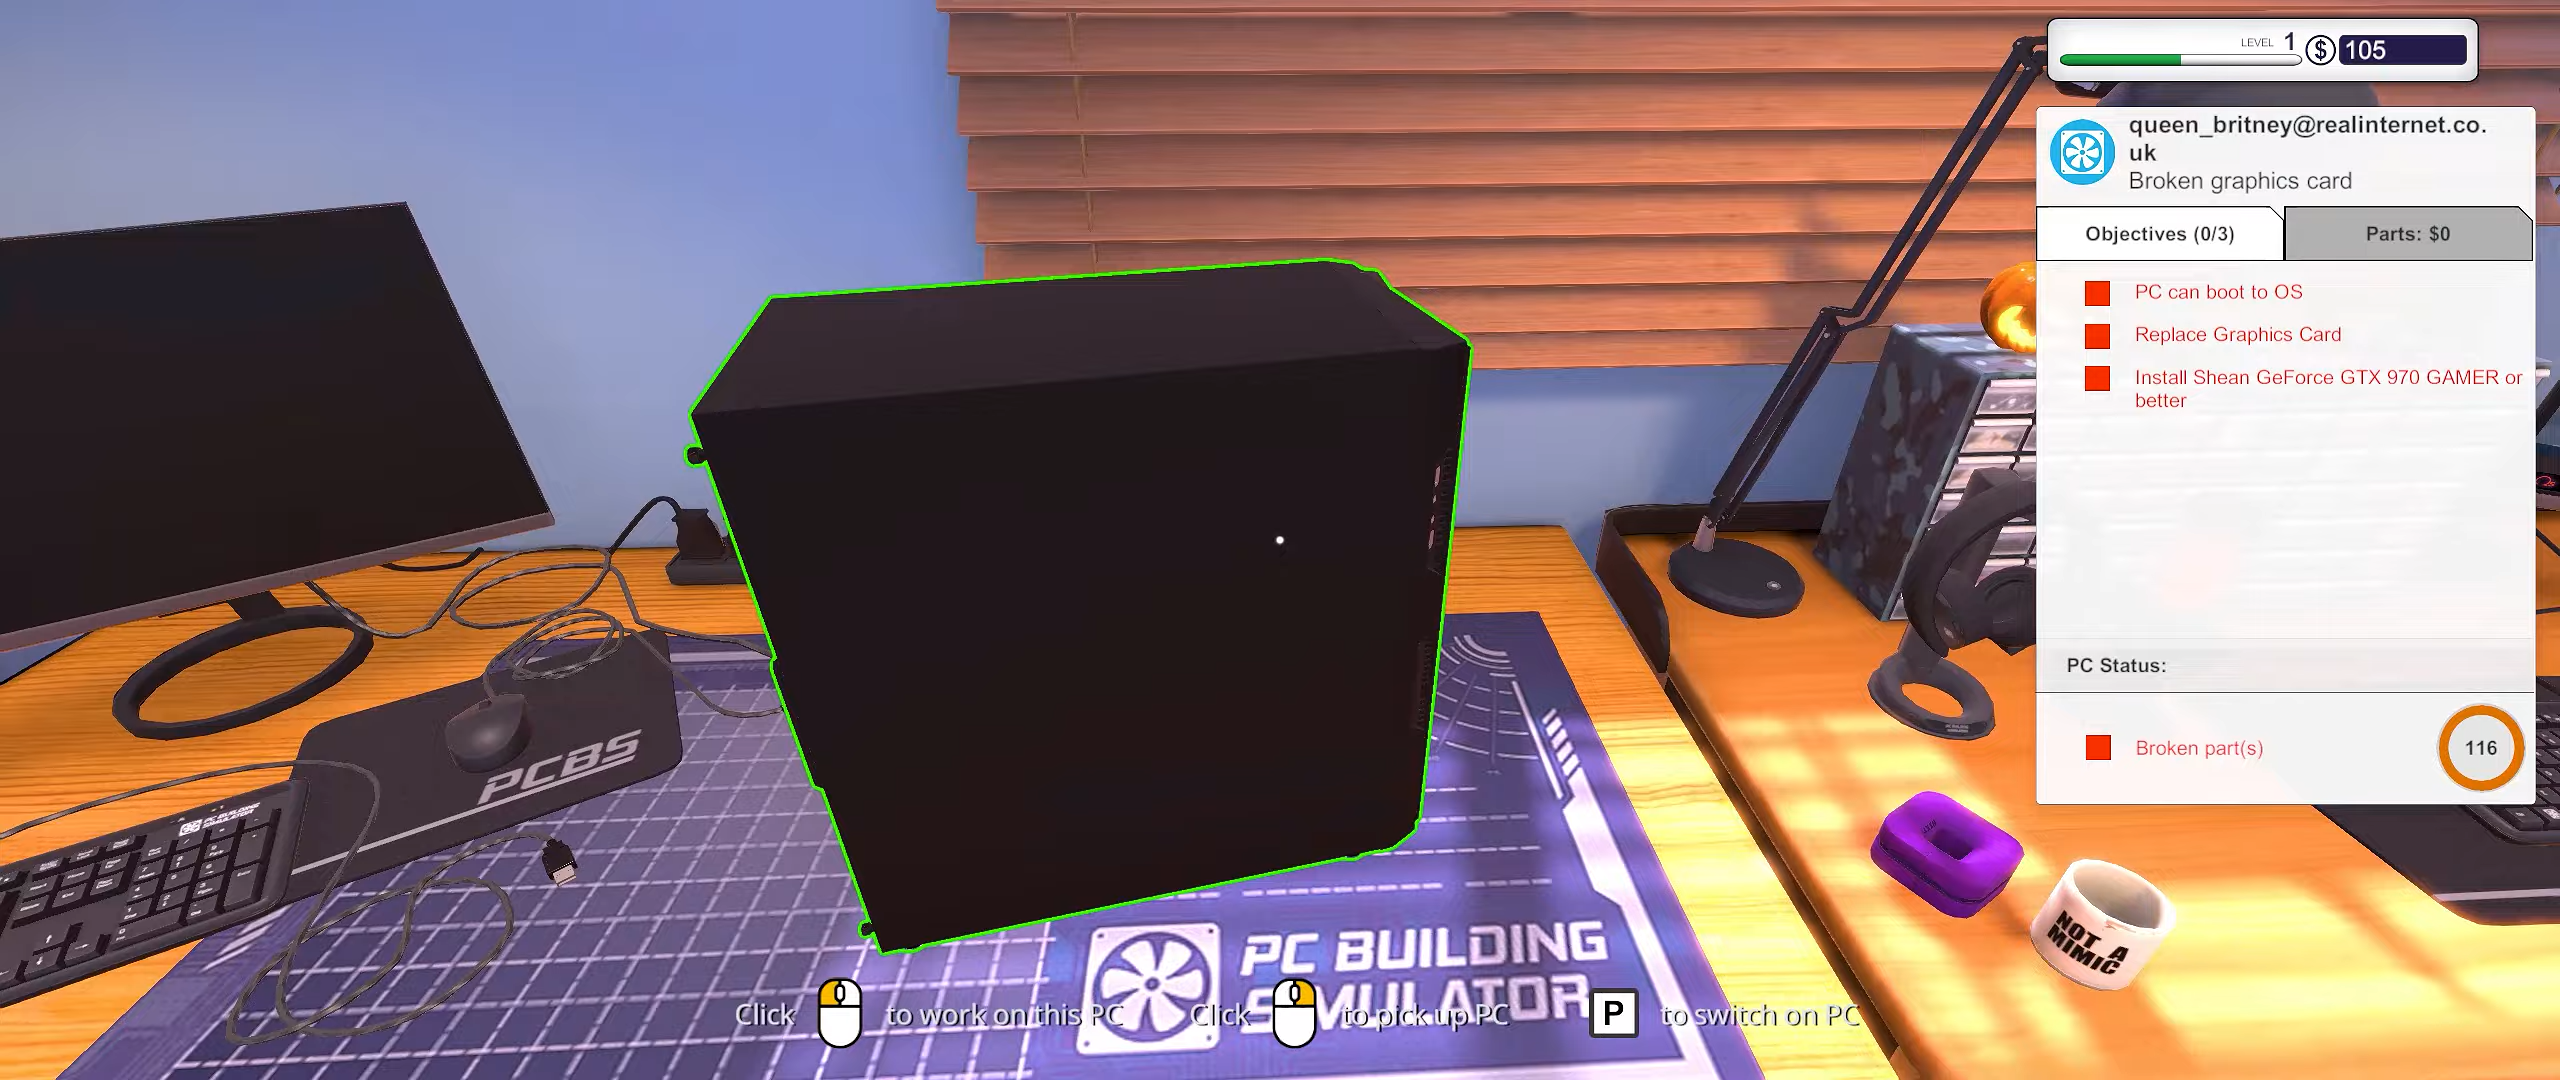 LEVEL 1 $ 105
queen_britney@realinternet.co.
uk
Broken graphics card
Objectives (0/3) Parts: $0
PC can boot to OS
Replace Graphics Card
Install Shean GeForce GTX 970 GAMER or
better
PC Status:
Broken part(s) 116
PCBS
PC BUILDING
SIMULATOR
NOT A
MIMIC
PC BUILDING
SIMULATOR
Click to work on this PC Click to pick up PC P to switch on PC